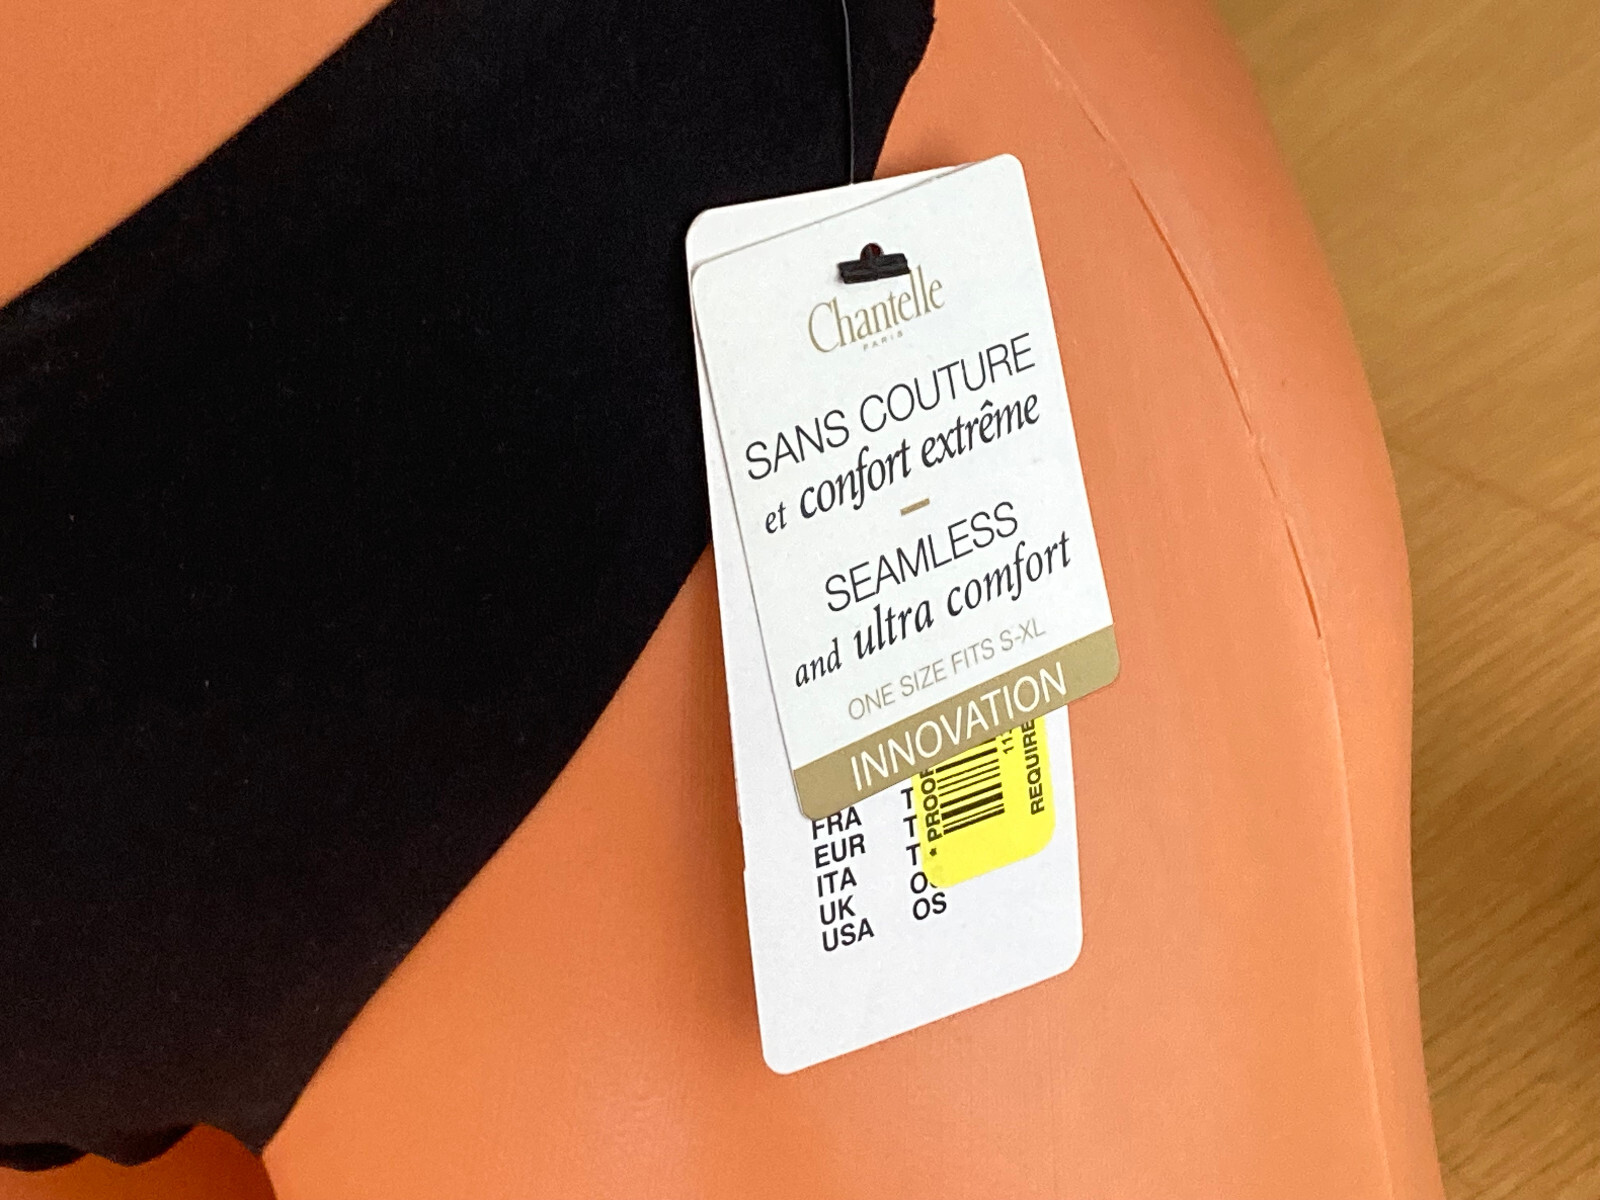 Chantelle
PARIS
SANS COUTURE
et confort extrême
SEAMLESS
and ultra comfort
ONE SIZE FITS S-XL
INNOVATION
FRA T
EUR T
ITA T
UK
USA OS
* PROOF
REQUIRE